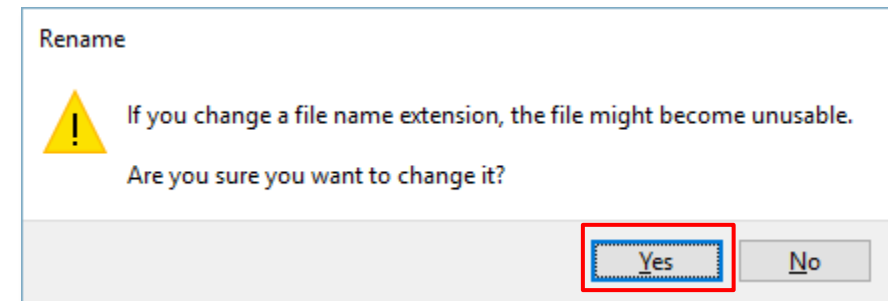 Rename
If you change a file name extension, the file might become unusable.
Are you sure you want to change it?
Yes No